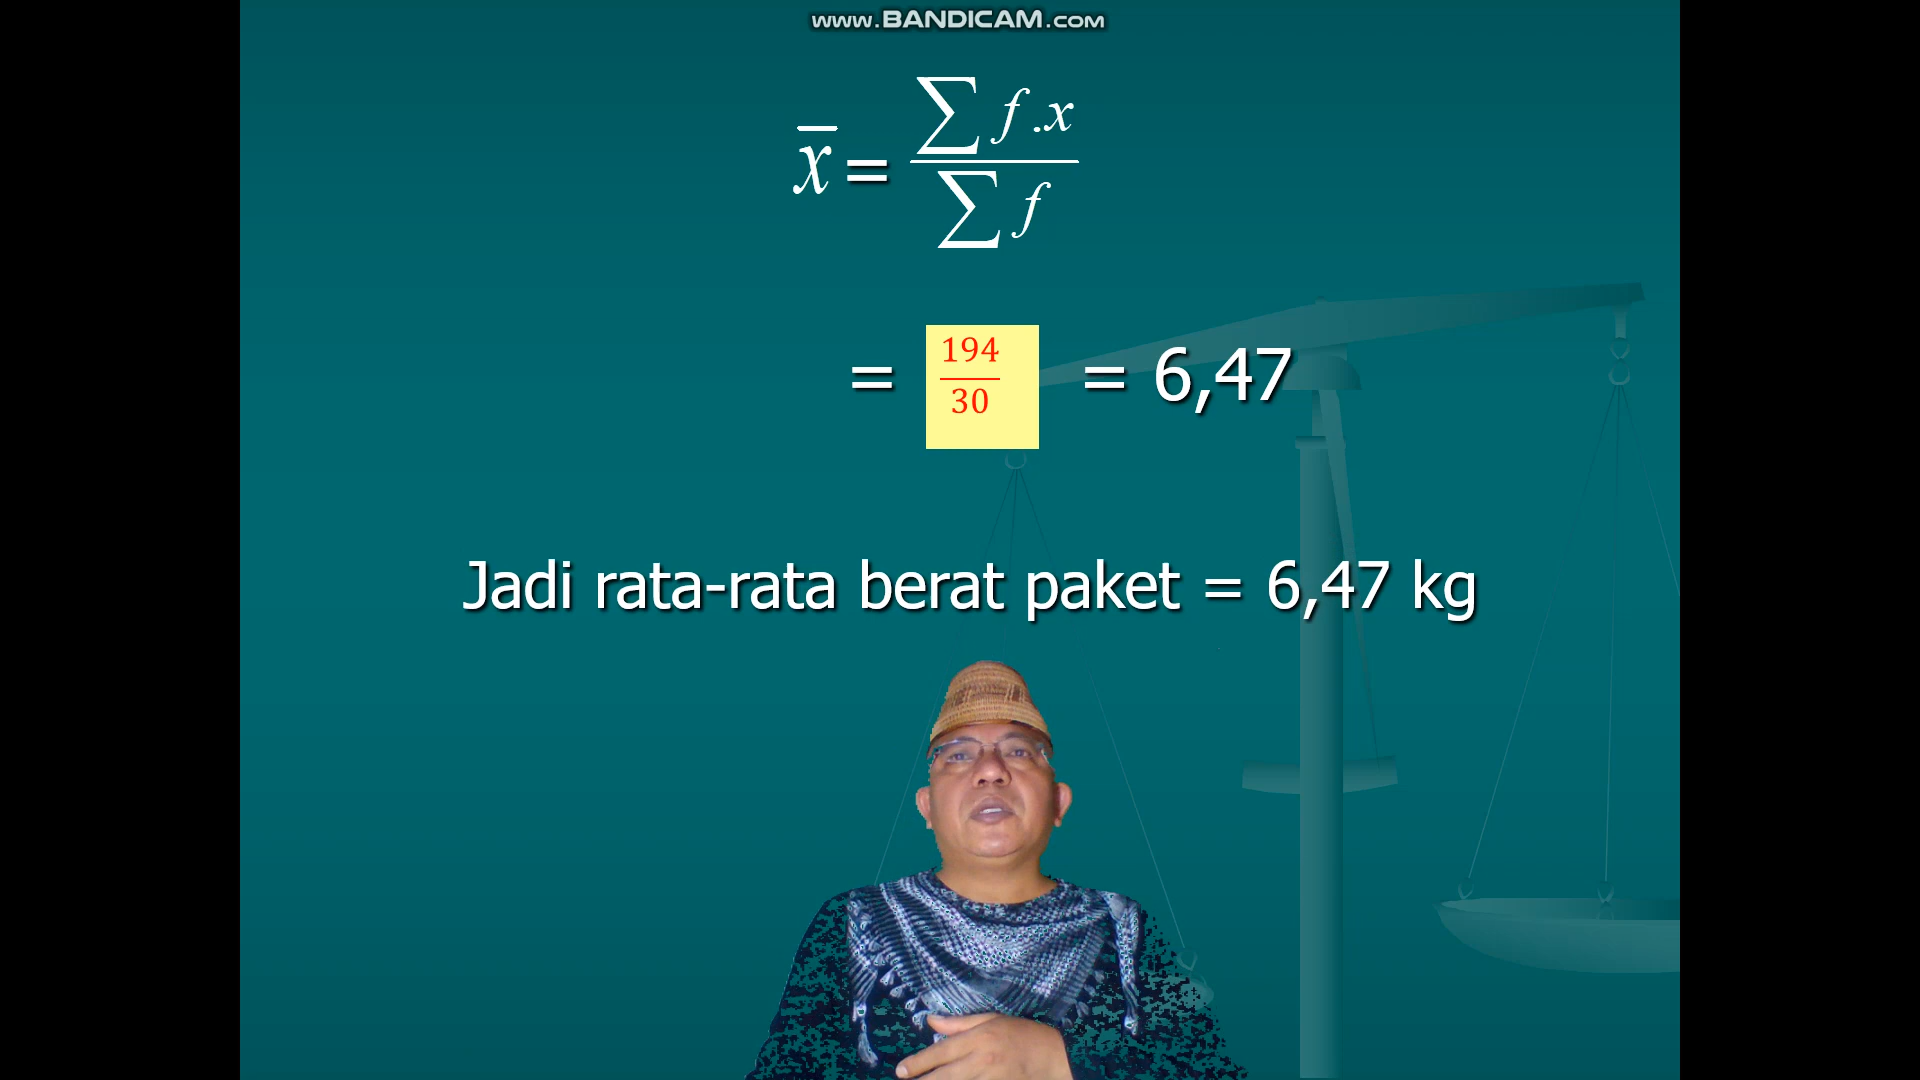 www.BANDICAM.com
x̄ = ∑ f.x / ∑ f
= 194/30 = 6,47
Jadi rata-rata berat paket = 6,47 kg